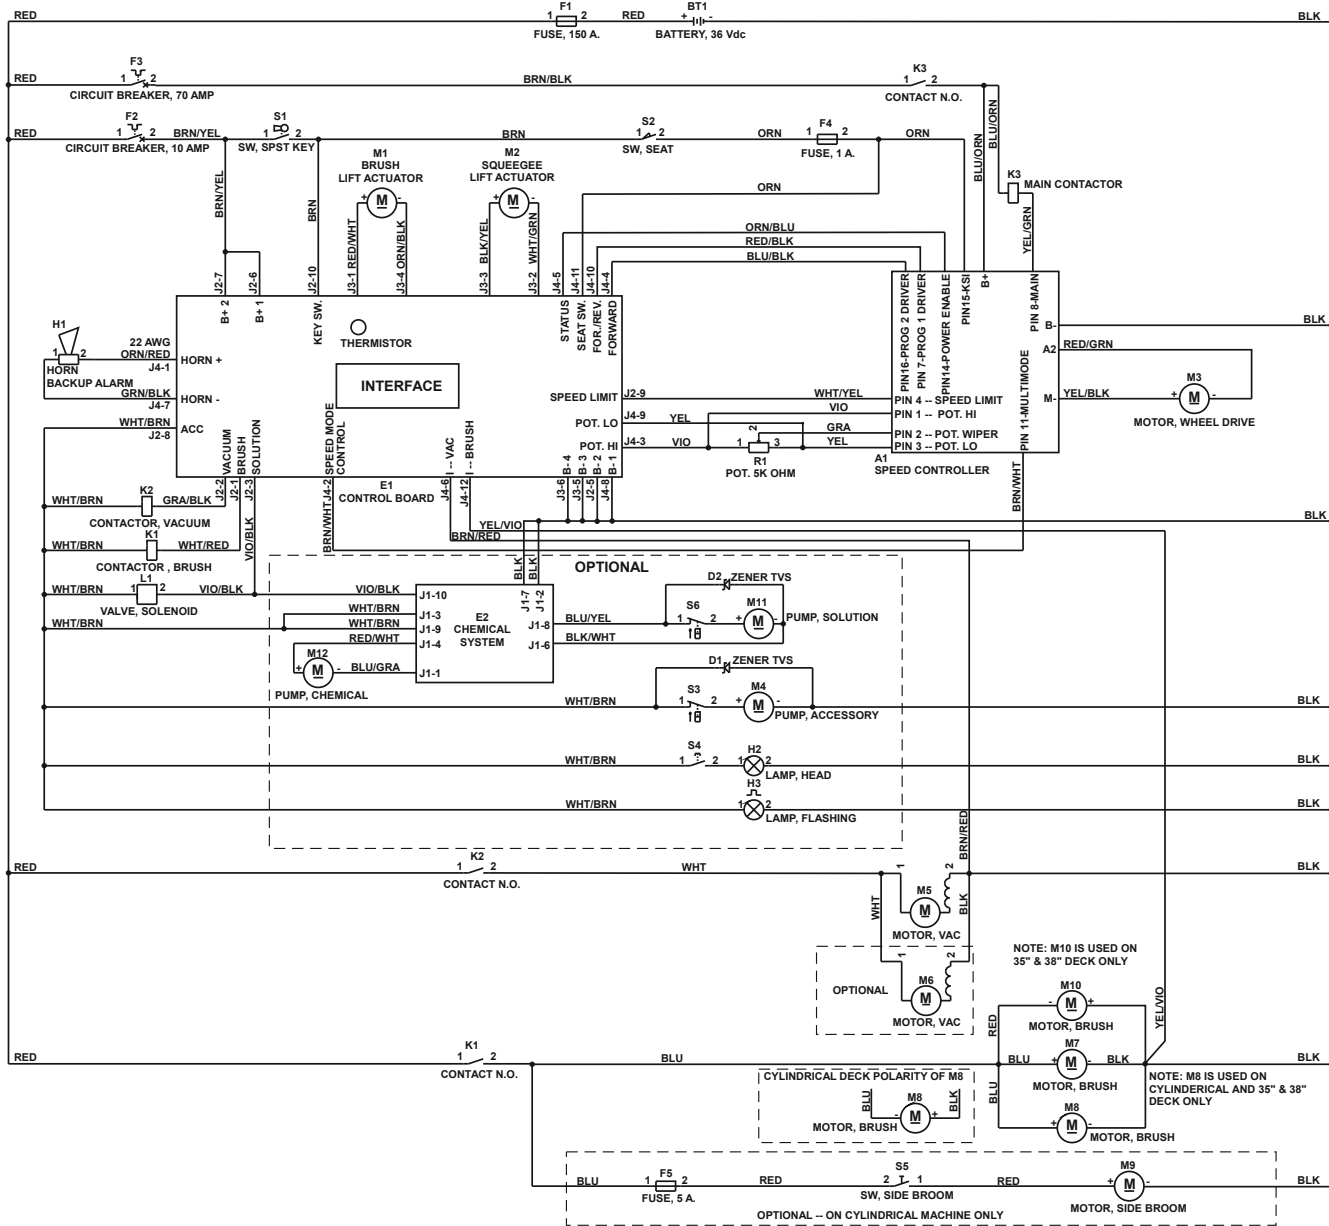 RED
F1
1 2
FUSE, 150 A.
RED
BT1
+ -
BATTERY, 36 Vdc
BLK
RED
F3
1 2
CIRCUIT BREAKER, 70 AMP
BRN/BLK
K3
1 2
CONTACT N.O.
BLU/ORN
BLU/ORN
RED
F2
1 2
CIRCUIT BREAKER, 10 AMP
BRN/YEL
S1
1 2
SW, SPST KEY
BRN
S2
1 2
SW, SEAT
ORN
F4
1 2
FUSE, 1 A.
ORN
ORN
K3
MAIN CONTACTOR
YEL/GRN
BRN/YEL
BRN
M1
BRUSH
LIFT ACTUATOR
+ M -
RED/WHT
ORN/BLK
M2
SQUEEGEE
LIFT ACTUATOR
+ M -
BLK/YEL
WHT/GRN
ORN/BLU
RED/BLK
BLU/BLK
J2-7
J2-6
J2-10
J3-1
J3-4
J3-3
J3-2
J4-5
J4-11
J4-10
J4-4
B+ 2
B+ 1
KEY SW.
STATUS
SEAT SW.
FOR./REV.
FORWARD
THERMISTOR
INTERFACE
PIN16-PROG 2 DRIVER
PIN 7-PROG 1 DRIVER
PIN14-POWER ENABLE
PIN15-KSI
B+
PIN 8-MAIN
B-
BLK
A2
RED/GRN
M-
YEL/BLK
M3
+ M -
MOTOR, WHEEL DRIVE
H1
1 2
HORN
BACKUP ALARM
22 AWG
ORN/RED
J4-1
HORN +
GRN/BLK
J4-7
HORN -
WHT/BRN
J2-8
ACC
SPEED LIMIT
J2-9
WHT/YEL
PIN 4 -- SPEED LIMIT
VIO
PIN 1 -- POT. HI
POT. LO
J4-9
YEL
GRA
PIN 2 -- POT. WIPER
POT. HI
J4-3
VIO
1 2 3
R1
POT. 5K OHM
YEL
PIN 3 -- POT. LO
PIN 11-MULTIMODE
A1
SPEED CONTROLLER
BRN/WHT
VACUUM
BRUSH
SOLUTION
SPEED MODE
CONTROL
I -- VAC
I -- BRUSH
B- 4
B- 3
B- 2
B- 1
J2-2
J2-1
J2-3
J4-2
J4-6
J4-12
J3-6
J3-5
J2-5
J4-8
E1
CONTROL BOARD
WHT/BRN
K2
GRA/BLK
CONTACTOR, VACUUM
WHT/BRN
K1
WHT/RED
CONTACTOR , BRUSH
VIO/BLK
BRN/WHT
YEL/VIO
BRN/RED
BLK
WHT/BRN
L1
1 2
VIO/BLK
VALVE, SOLENOID
OPTIONAL
BLK
BLK
VIO/BLK
J1-10
J1-7
J1-2
WHT/BRN
J1-3
WHT/BRN
WHT/BRN
J1-9
RED/WHT
J1-4
E2
CHEMICAL
SYSTEM
M12
+ M -
BLU/GRA
J1-1
PUMP, CHEMICAL
J1-8
BLU/YEL
J1-6
BLK/WHT
D2
ZENER TVS
S6
1 2
M11
+ M -
PUMP, SOLUTION
D1
ZENER TVS
WHT/BRN
S3
1 2
M4
+ M -
PUMP, ACCESSORY
BLK
WHT/BRN
S4
1 2
H2
1 2
LAMP, HEAD
BLK
WHT/BRN
H3
1 2
LAMP, FLASHING
BLK
BRN/RED
RED
K2
1 2
CONTACT N.O.
WHT
1 2
M5
M
MOTOR, VAC
BLK
BLK
WHT
OPTIONAL
1 2
M6
M
MOTOR, VAC
NOTE: M10 IS USED ON
35" & 38" DECK ONLY
YEL/VIO
M10
- M +
MOTOR, BRUSH
RED
RED
K1
1 2
CONTACT N.O.
BLU
BLU
M7
+ M -
BLK
MOTOR, BRUSH
BLK
NOTE: M8 IS USED ON
CYLINDERICAL AND 35" & 38"
DECK ONLY
BLU
M8
+ M -
MOTOR, BRUSH
CYLINDRICAL DECK POLARITY OF M8
BLU
M8
- M +
BLK
MOTOR, BRUSH
BLU
F5
1 2
FUSE, 5 A.
RED
S5
2 1
SW, SIDE BROOM
RED
M9
+ M -
MOTOR, SIDE BROOM
BLK
OPTIONAL -- ON CYLINDRICAL MACHINE ONLY